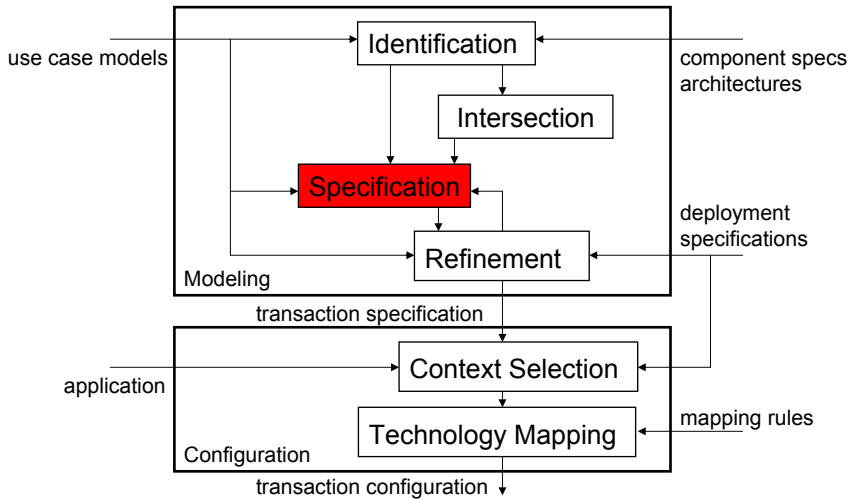 Identification
use case models
component specs
architectures
Intersection
Specification
deployment
specifications
Refinement
Modeling
transaction specification
Context Selection
application
Technology Mapping
mapping rules
Configuration
transaction configuration